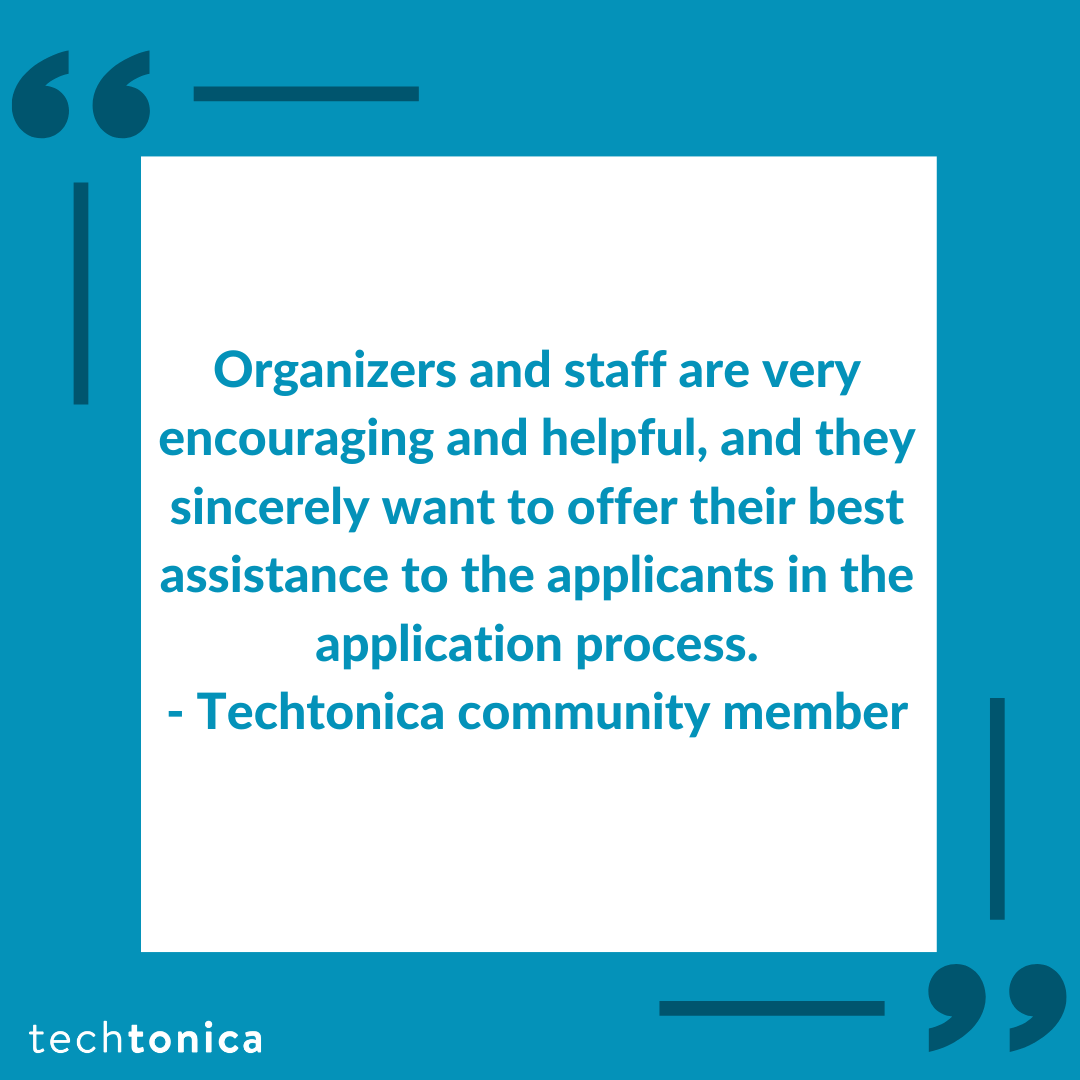 Organizers and staff are very
encouraging and helpful, and they
sincerely want to offer their best
assistance to the applicants in the
application process.
- Techtonica community member
techtonica